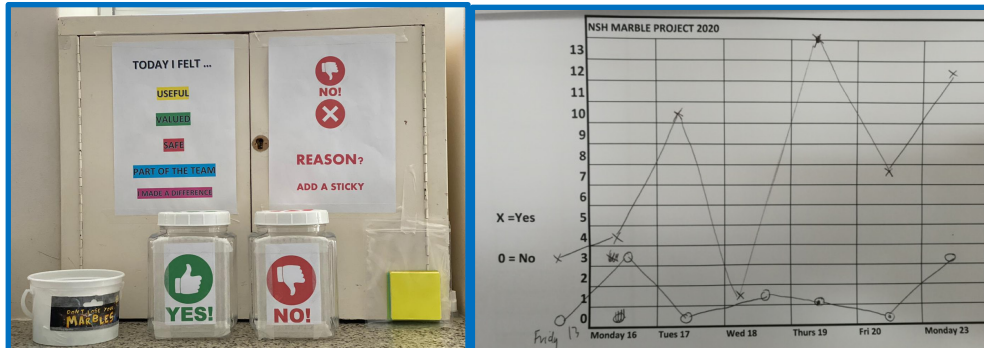 TODAY I FELT ...
USEFUL
VALUED
SAFE
PART OF THE TEAM
I MADE A DIFFERENCE
NO!
REASON?
ADD A STICKY
DON'T LOSE YOUR
MARBLES
YES!
NO!
NSH MARBLE PROJECT 2020
13
12
11
10
9
8
7
6
5
4
3
2
1
0
X =Yes
0 = No
Friday 13
Monday 16
Tues 17
Wed 18
Thurs 19
Fri 20
Monday 23